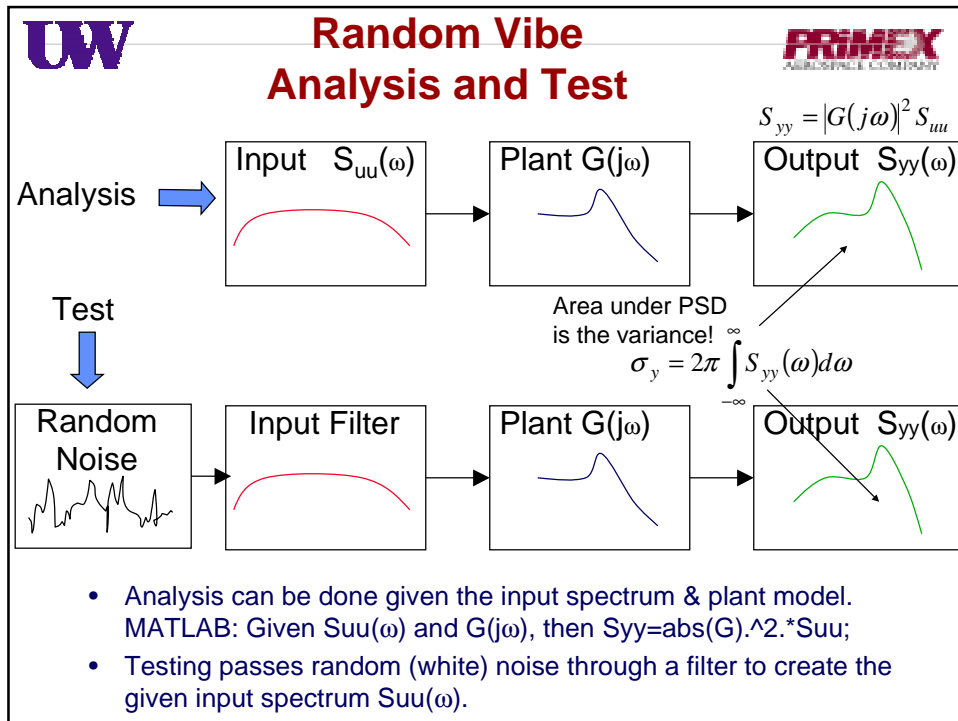 UW
Random Vibe
Analysis and Test
PRIMEX
AEROSPACE COMPANY
S_yy = |G(jω)|² S_uu
Analysis
Input S_uu(ω)
Plant G(jω)
Output Syy(ω)
Test
Area under PSD
is the variance!
σ_y = 2π ∫_{-∞}^{∞} S_yy(ω)dω
Random
Noise
Input Filter
Plant G(jω)
Output Syy(ω)
• Analysis can be done given the input spectrum & plant model.
MATLAB: Given Suu(ω) and G(jω), then Syy=abs(G).^2.*Suu;
• Testing passes random (white) noise through a filter to create the
given input spectrum Suu(ω).